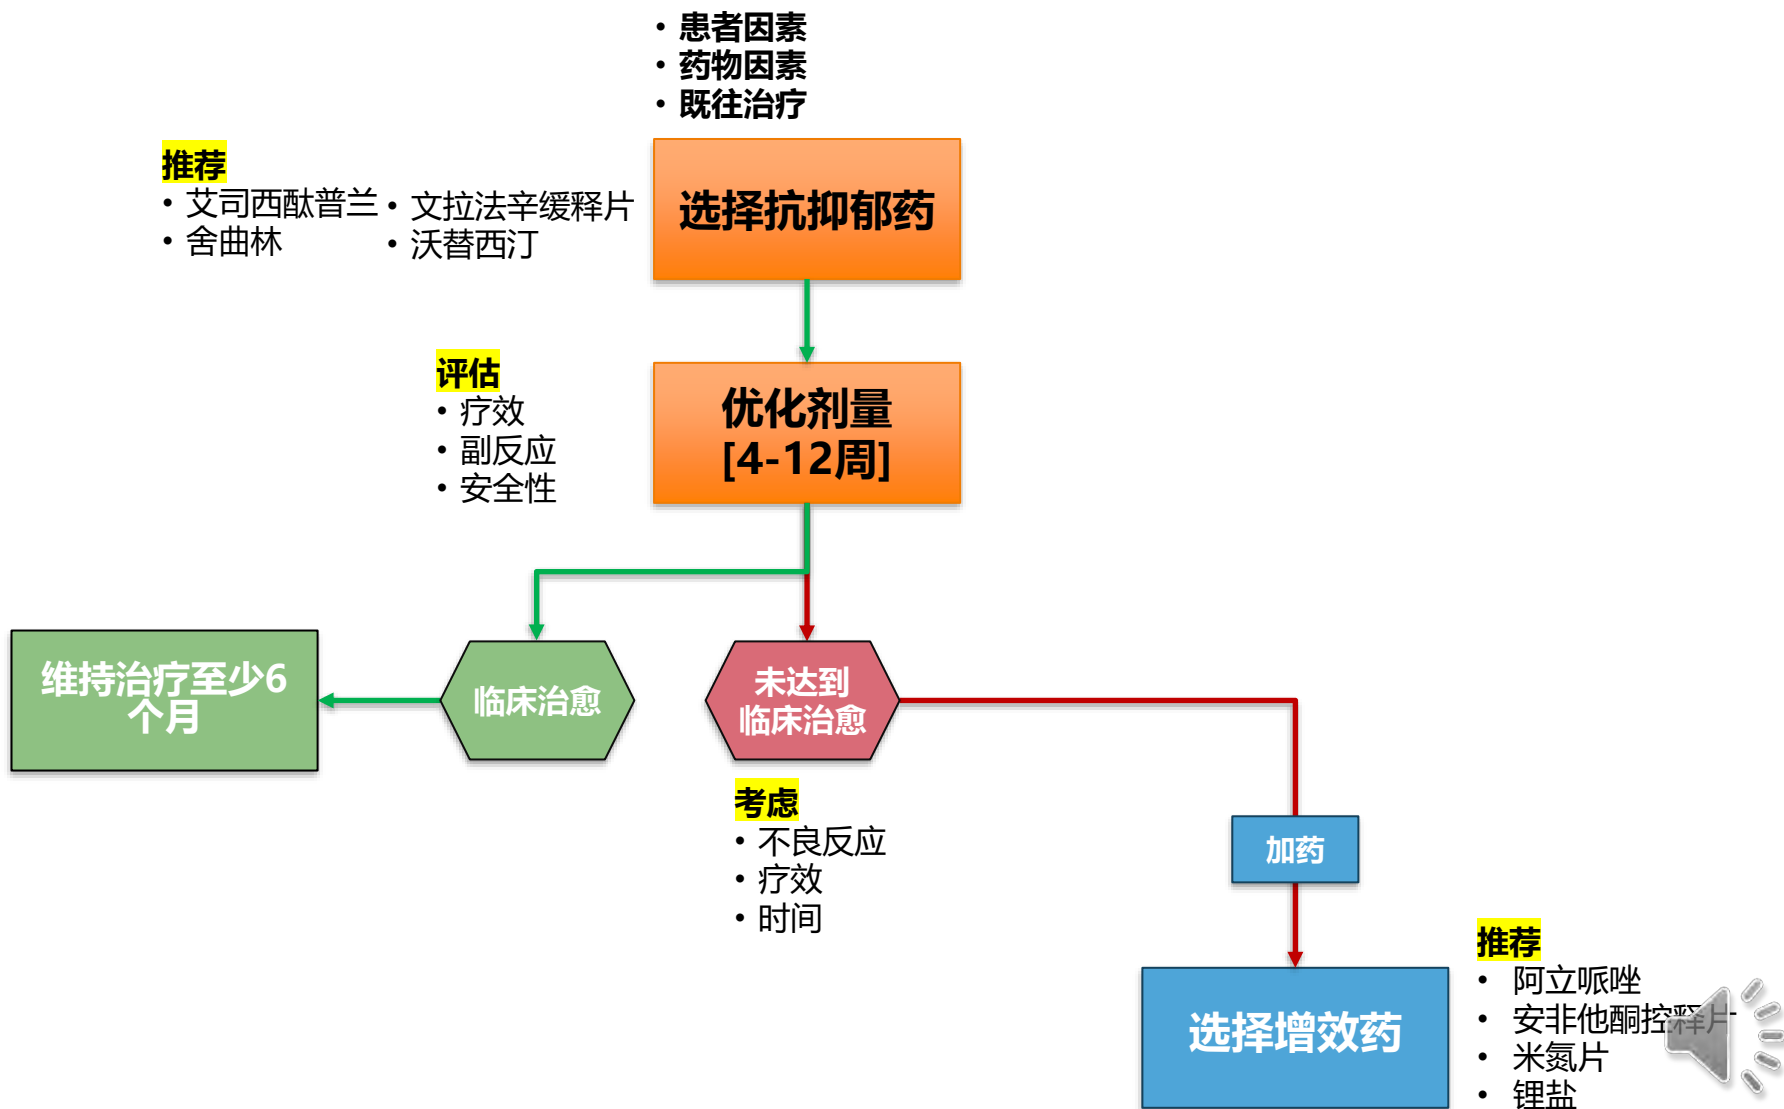 • 患者因素
• 药物因素
• 既往治疗
推荐
• 艾司西酞普兰
• 舍曲林
• 文拉法辛缓释片
• 沃替西汀
选择抗抑郁药
评估
• 疗效
• 副反应
• 安全性
优化剂量
[4-12周]
维持治疗至少6
个月
临床治愈
未达到
临床治愈
考虑
• 不良反应
• 疗效
• 时间
加药
选择增效药
推荐
• 阿立哌唑
• 安非他酮控释片
• 米氮片
• 锂盐